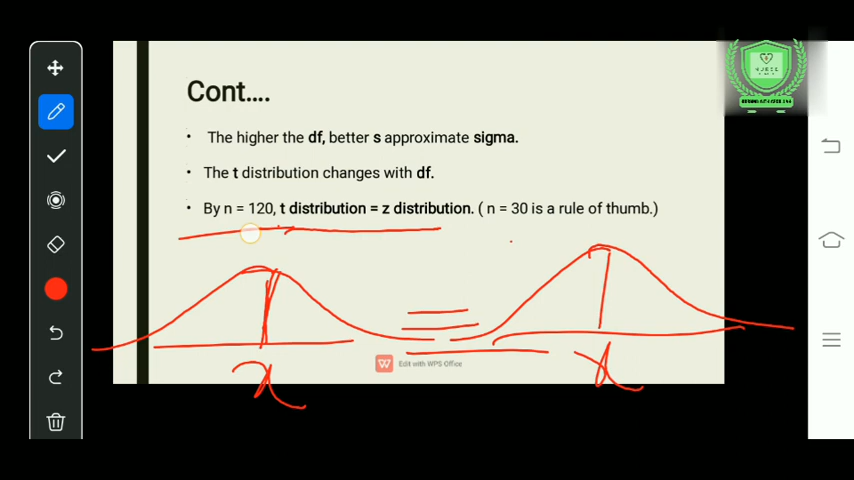 Cont....
• The higher the df, better s approximate sigma.
• The t distribution changes with df.
• By n = 120, t distribution = z distribution. ( n = 30 is a rule of thumb.)
x
x
W Edit with WPS Office